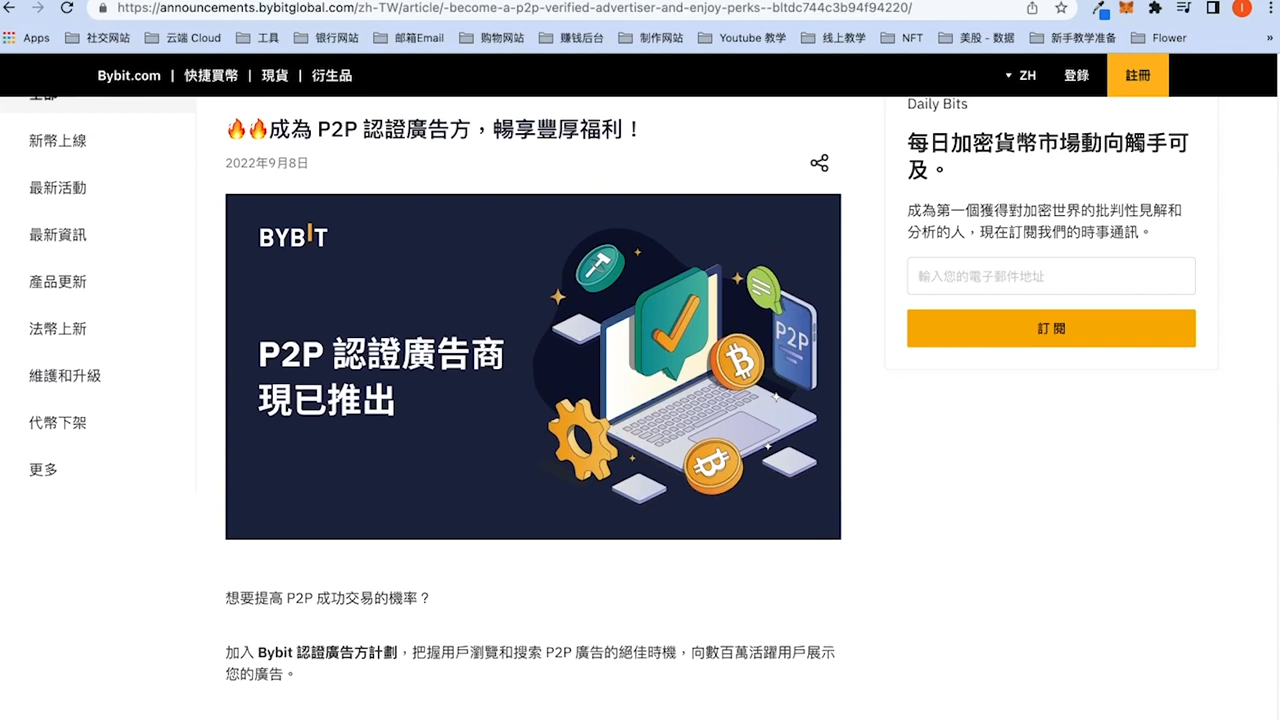 https://announcements.bybitglobal.com/zh-TW/article/-become-a-p2p-verified-advertiser-and-enjoy-perks--bltdc744c3b94f94220/
I
Apps 社交网站 云端 Cloud 工具 银行网站 邮箱Email 购物网站 赚钱后台 制作网站 Youtube 教学 线上教学 NFT 美股 - 数据 新手教学准备 Flower »
Bybit.com | 快捷買幣 | 現貨 | 衍生品 ZH 登錄 註冊
新幣上線
最新活動
最新資訊
產品更新
法幣上新
維護和升級
代幣下架
更多
🔥🔥成為 P2P 認證廣告方，暢享豐厚福利！
2022年9月8日
BYBIT
P2P 認證廣告商
現已推出
P2P
想要提高 P2P 成功交易的機率？
加入 Bybit 認證廣告方計劃，把握用戶瀏覽和搜索 P2P 廣告的絕佳時機，向數百萬活躍用戶展示
您的廣告。
Daily Bits
每日加密貨幣市場動向觸手可
及。
成為第一個獲得對加密世界的批判性見解和
分析的人，現在訂閱我們的時事通訊。
輸入您的電子郵件地址
訂 閱